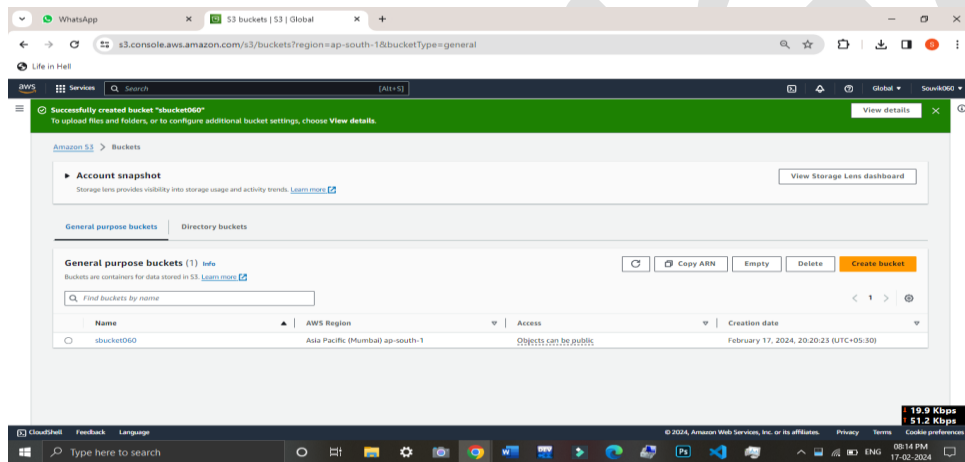 WhatsApp
S3 buckets | S3 | Global
s3.console.aws.amazon.com/s3/buckets?region=ap-south-1&bucketType=general
S
Life in Hell
aws Services Search [Alt+S] Global Souvik060
Successfully created bucket "sbucket060"
To upload files and folders, or to configure additional bucket settings, choose View details.
View details
Amazon S3 > Buckets
Account snapshot
Storage lens provides visibility into storage usage and activity trends. Learn more
View Storage Lens dashboard
General purpose buckets Directory buckets
General purpose buckets (1) Info
Buckets are containers for data stored in S3. Learn more
Copy ARN Empty Delete Create bucket
Find buckets by name
1
Name AWS Region Access Creation date
sbucket060 Asia Pacific (Mumbai) ap-south-1 Objects can be public February 17, 2024, 20:20:23 (UTC+05:30)
19.9 Kbps
51.2 Kbps
CloudShell Feedback Language © 2024, Amazon Web Services, Inc. or its affiliates. Privacy Terms Cookie preferences
Type here to search
Ps
ENG
08:14 PM
17-02-2024